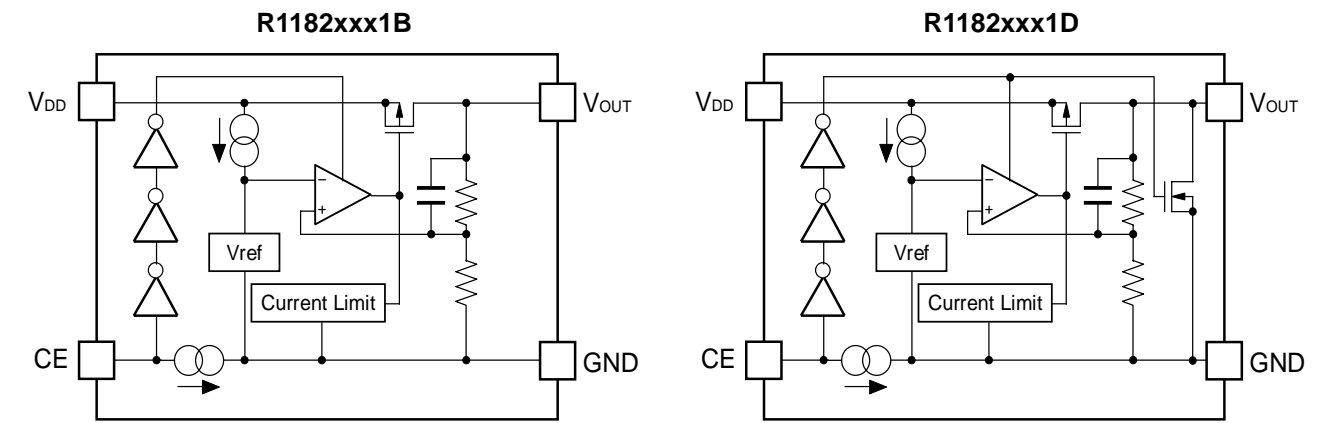 R1182xxx1B
VDD
VOUT
−
+
Vref
Current Limit
CE
GND
R1182xxx1D
VDD
VOUT
−
+
Vref
Current Limit
CE
GND